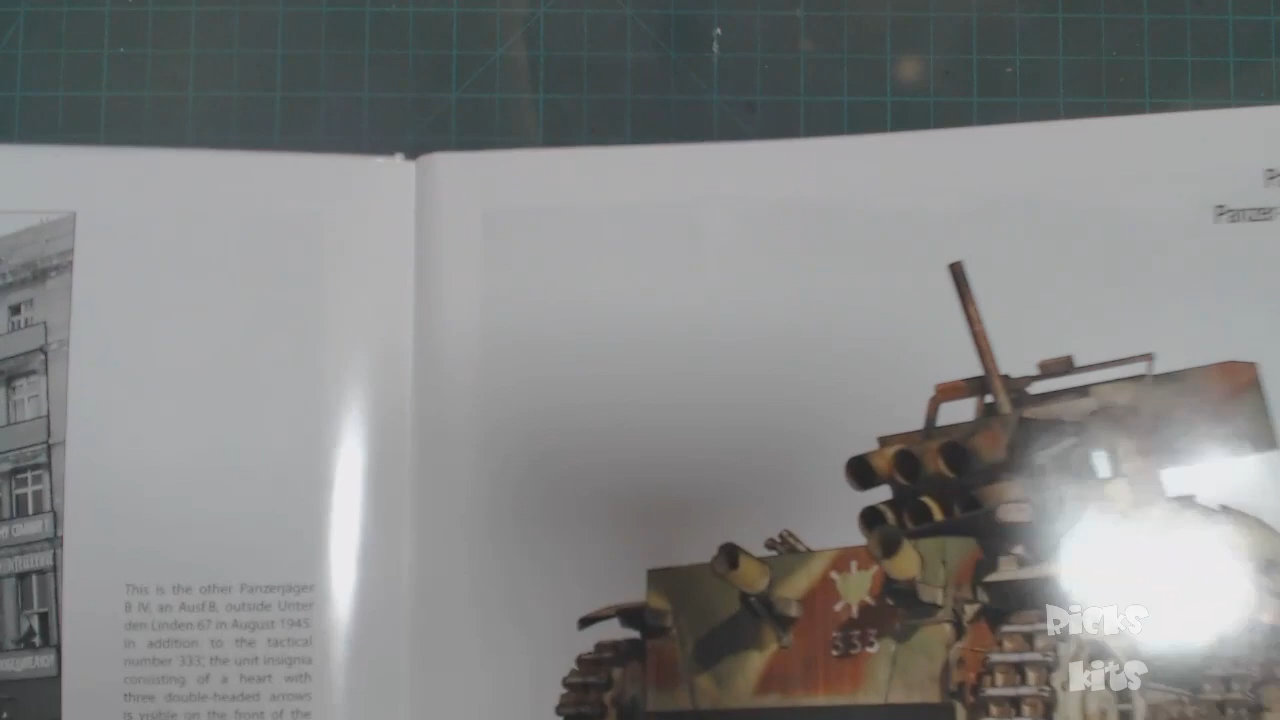 Panzer-
This is the other Panzerjäger
B IV, an Ausf.B, outside Unter
den Linden 67 in August 1945.
In addition to the tactical
number '333', the unit insignia
consisting of a heart with
three double-headed arrows
is visible on the front of the
333
Ricks
kits